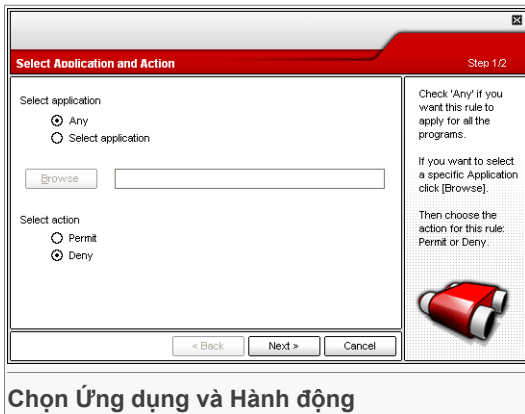 Select Application and Action
Step 1/2
Select application
Any
Select application
Browse
Select action
Permit
Deny
Check 'Any' if you
want this rule to
apply for all the
programs.
If you want to select
a specific Application
click [Browse].
Then choose the
action for this rule:
Permit or Deny.
< Back
Next >
Cancel
Chọn Ứng dụng và Hành động